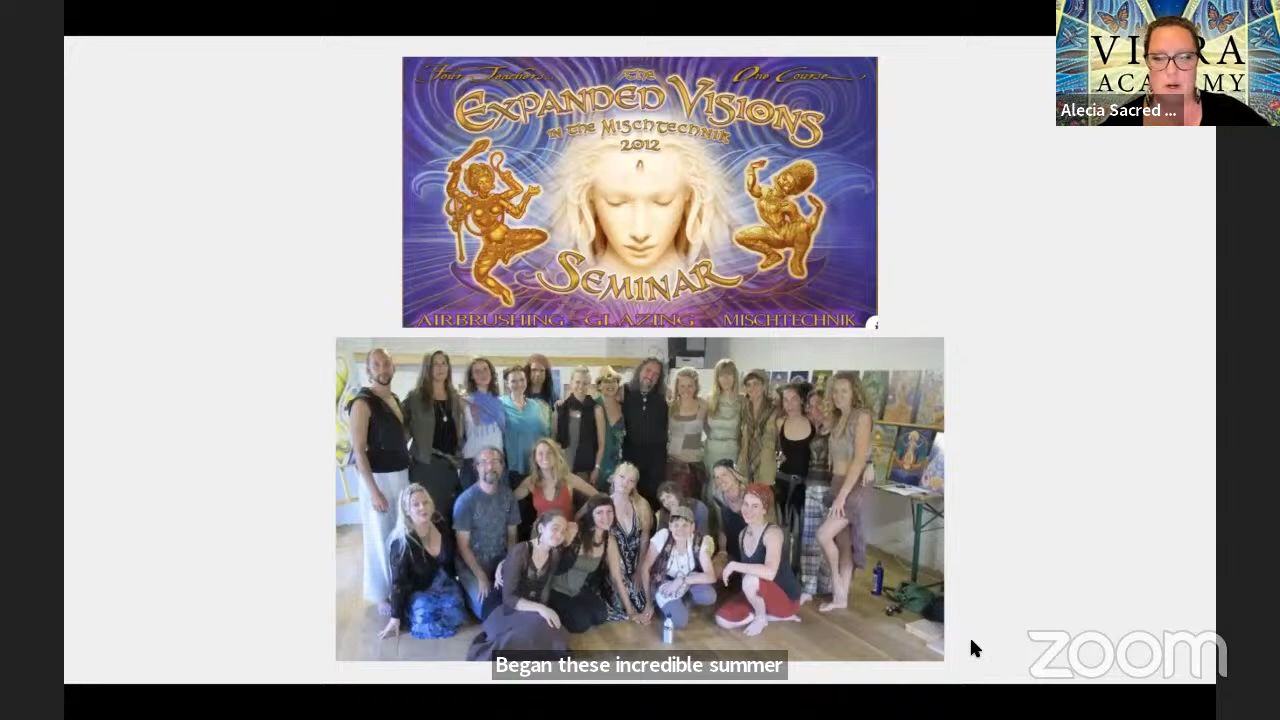 Four Teachers...
One Course
THE
EXPANDED VISIONS
IN THE MISCHTECHNIK
2012
SEMINAR
AIRBRUSHING - GLAZING - MISCHTECHNIK
ACADEMY
Alecia Sacred ...
Began these incredible summer
zoom